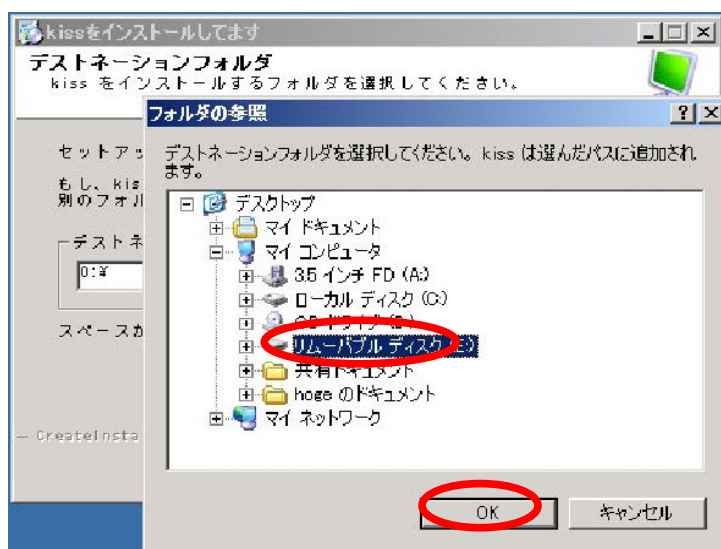 kissをインストールしてます
デストネーションフォルダ
kiss をインストールするフォルダを選択してください。
フォルダの参照
セットアッ
デストネーションフォルダを選択してください。 kiss は選んだパスに追加され
ます。
もし、kis
別のフォル
デスクトップ
マイ ドキュメント
マイ コンピュータ
デストネ
3.5 インチ FD (A:)
0:¥
ローカル ディスク (C:)
スペースが
リムーバブル ディスク (E:)
共有ドキュメント
hoge のドキュメント
マイ ネットワーク
CreateInsta
OK
キャンセル